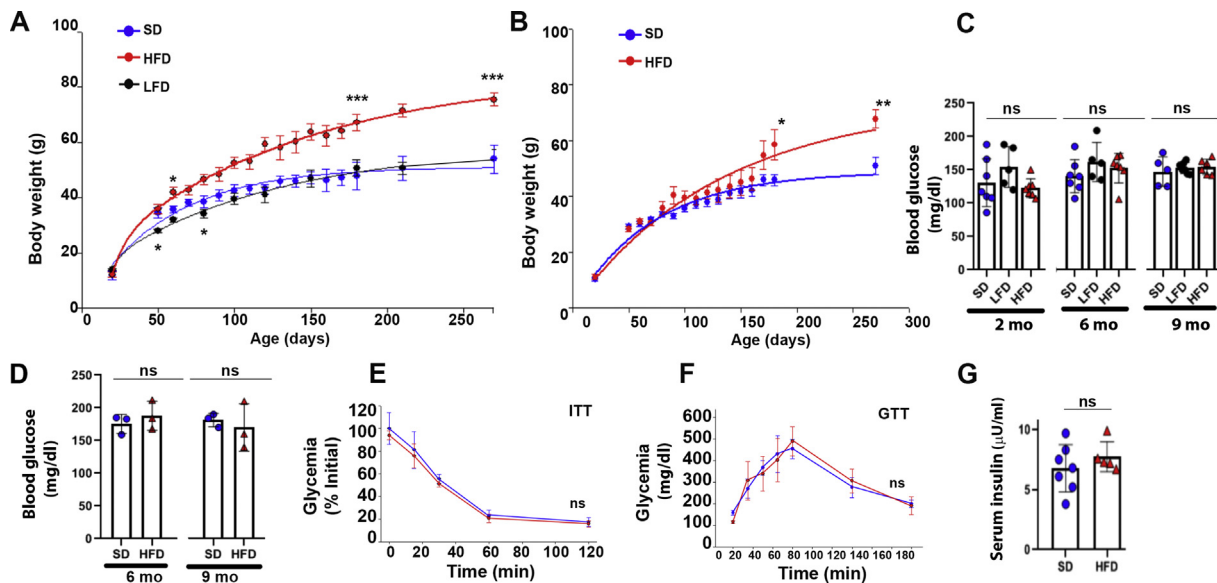 A
SD
HFD
LFD
Body weight (g)
100
80
60
40
20
0
0
50
100
150
200
250
Age (days)
*
*
*
***
***
B
SD
HFD
Body weight (g)
100
80
60
40
20
0
0
50
100
150
200
250
300
Age (days)
*
**
C
Blood glucose
(mg/dl)
200
150
100
50
0
ns
ns
ns
SD
LFD
HFD
SD
LFD
HFD
SD
LFD
HFD
2 mo
6 mo
9 mo
D
Blood glucose
(mg/dl)
250
200
150
100
50
0
ns
ns
SD
HFD
SD
HFD
6 mo
9 mo
E
ITT
Glycemia
(% Initial)
120
100
80
60
40
20
0
ns
0
20
40
60
80
100
120
Time (min)
F
GTT
Glycemia
(mg/dl)
600
500
400
300
200
100
0
ns
20
40
60
80
100
140
180
Time (min)
G
Serum insulin (μU/ml)
10
5
0
ns
SD
HFD